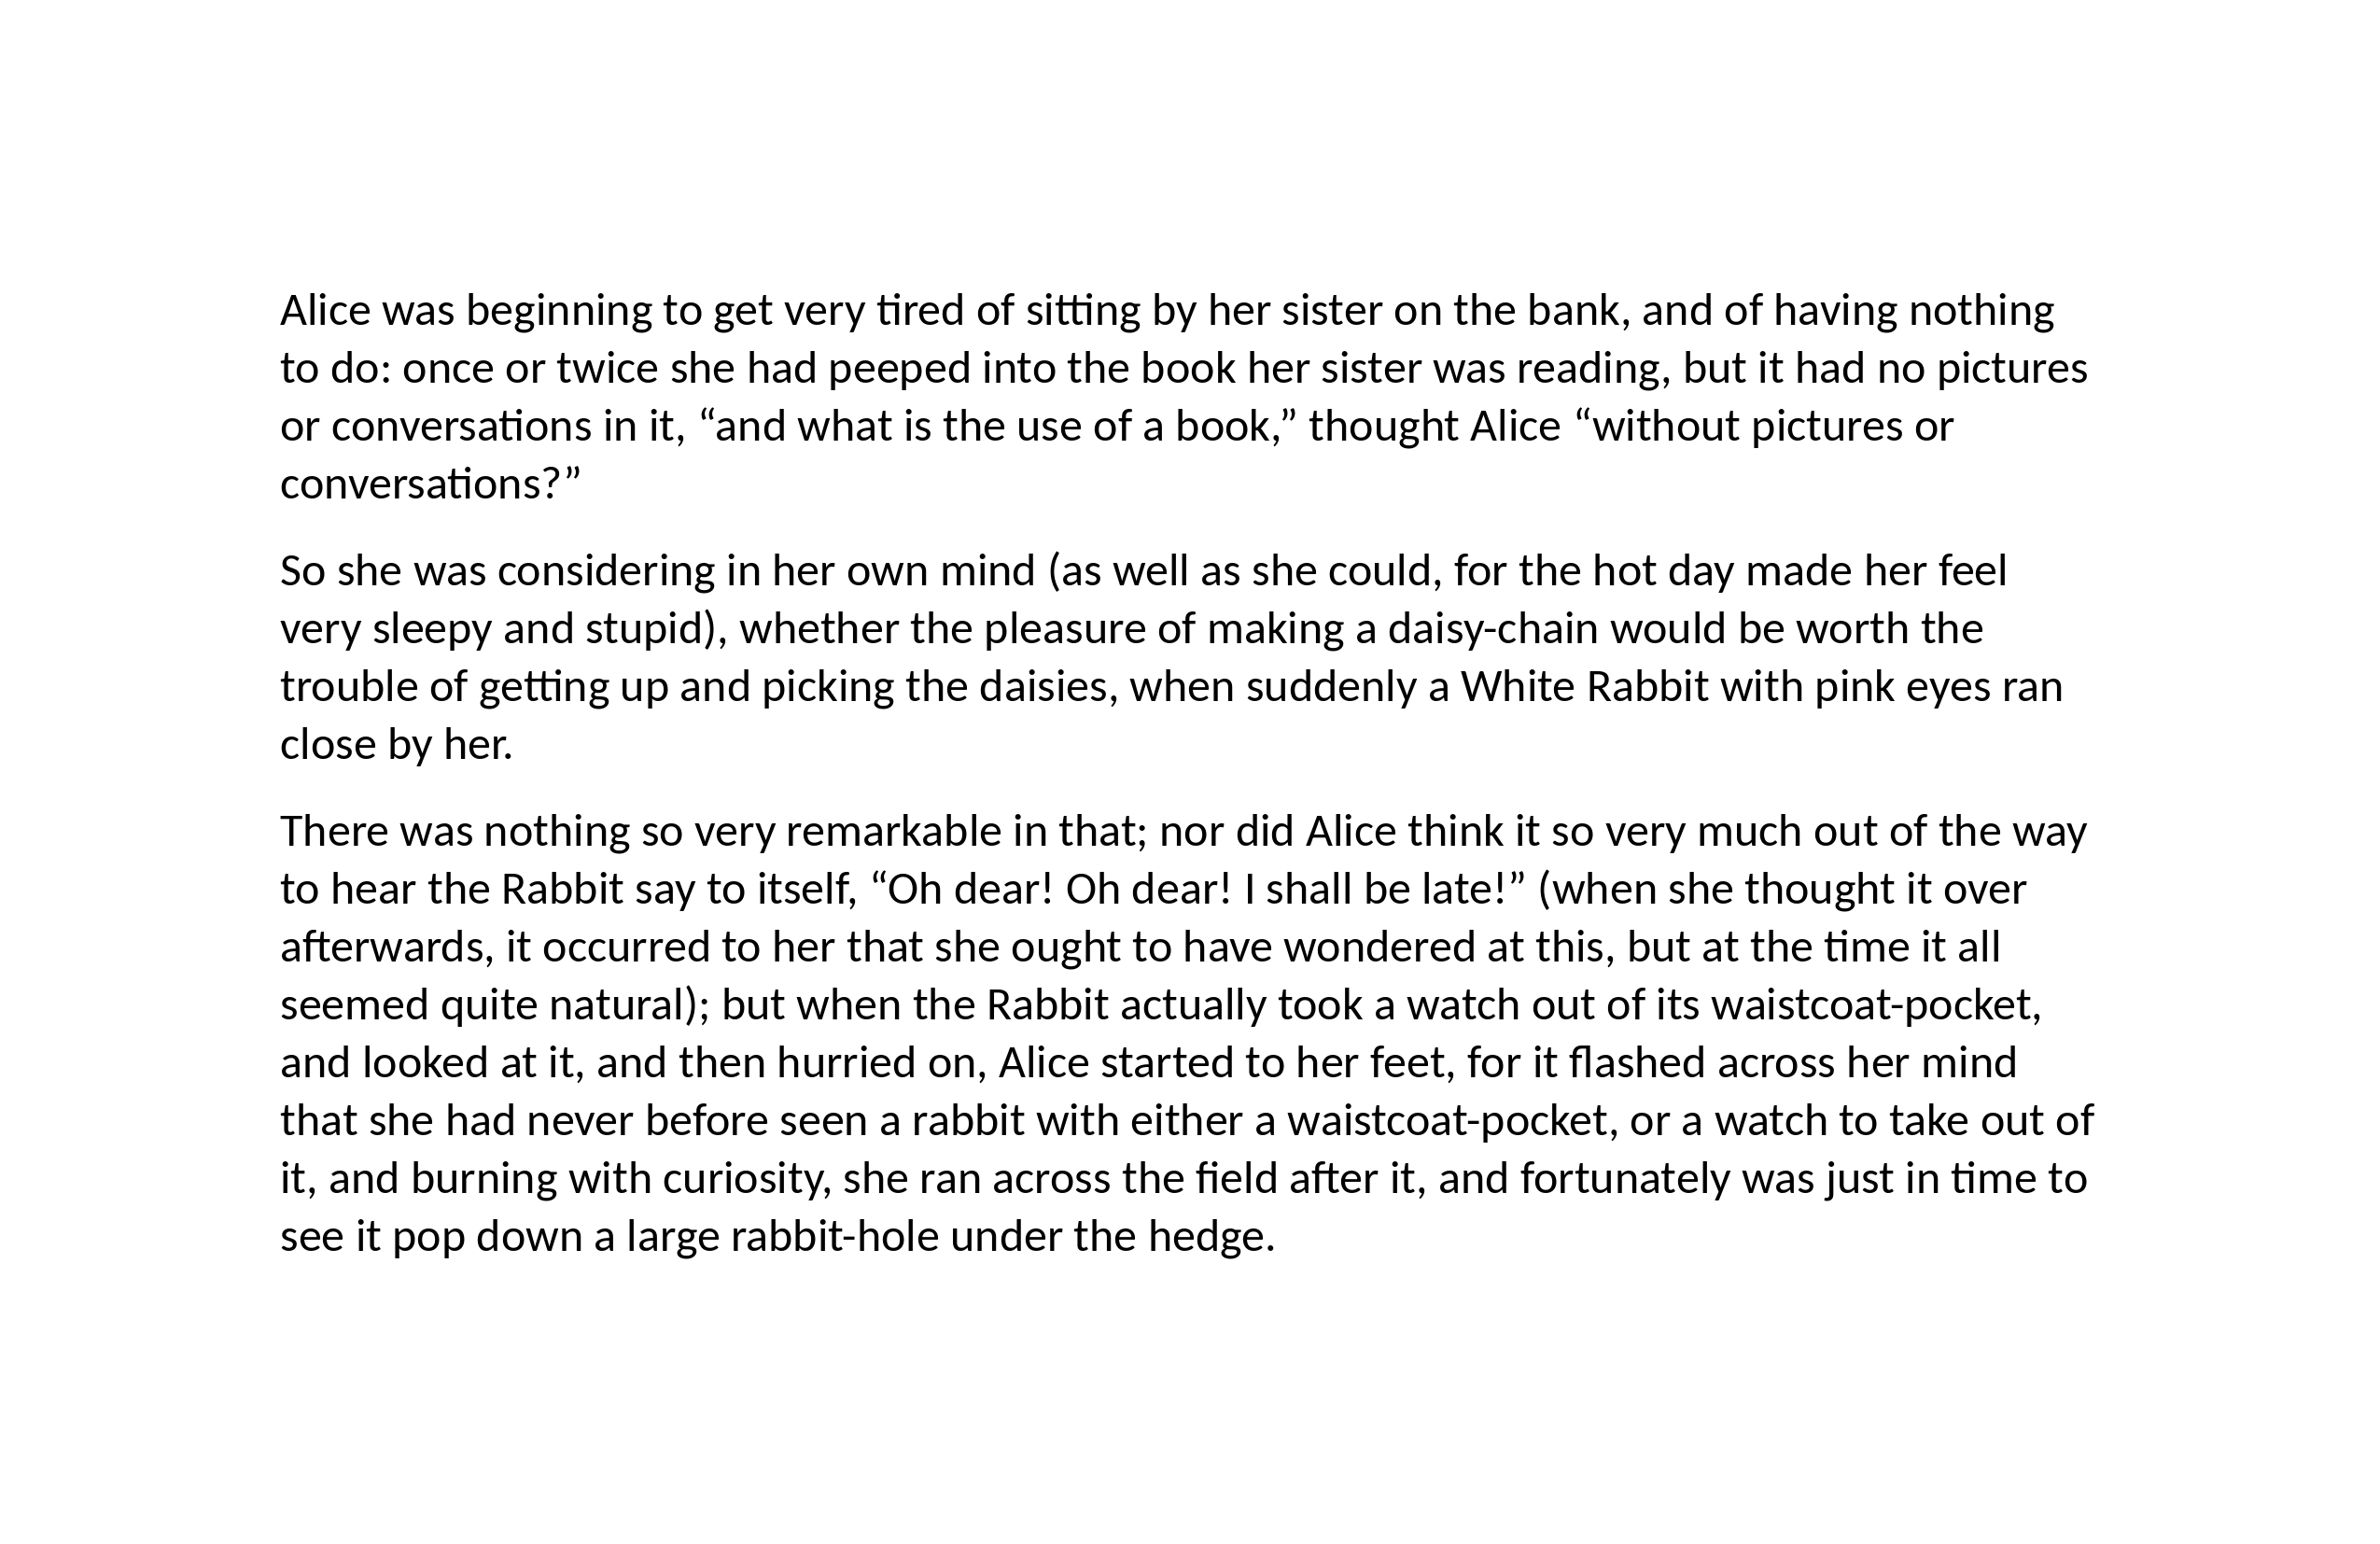 Alice was beginning to get very tired of sitting by her sister on the bank, and of having nothing
to do: once or twice she had peeped into the book her sister was reading, but it had no pictures
or conversations in it, “and what is the use of a book,” thought Alice “without pictures or
conversations?”
So she was considering in her own mind (as well as she could, for the hot day made her feel
very sleepy and stupid), whether the pleasure of making a daisy-chain would be worth the
trouble of getting up and picking the daisies, when suddenly a White Rabbit with pink eyes ran
close by her.
There was nothing so very remarkable in that; nor did Alice think it so very much out of the way
to hear the Rabbit say to itself, “Oh dear! Oh dear! I shall be late!” (when she thought it over
afterwards, it occurred to her that she ought to have wondered at this, but at the time it all
seemed quite natural); but when the Rabbit actually took a watch out of its waistcoat-pocket,
and looked at it, and then hurried on, Alice started to her feet, for it flashed across her mind
that she had never before seen a rabbit with either a waistcoat-pocket, or a watch to take out of
it, and burning with curiosity, she ran across the field after it, and fortunately was just in time to
see it pop down a large rabbit-hole under the hedge.